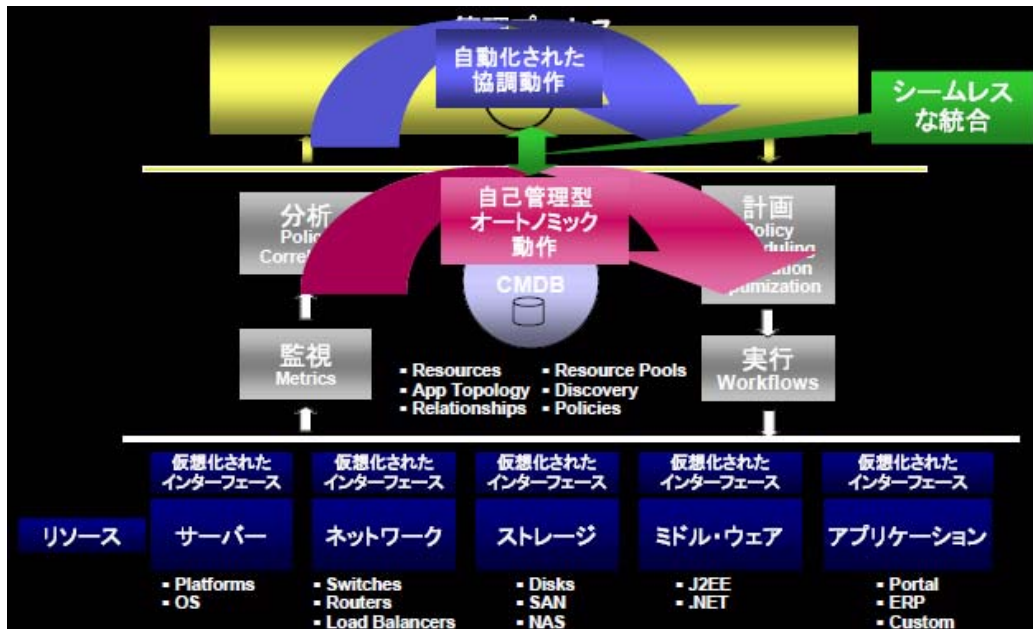 自動化された
協調動作
シームレス
な統合
分析
自己管理型
オートノミック
動作
計画
CMDB
監視
Metrics
実行
Workflows
▪ Resources
▪ App Topology
▪ Relationships
▪ Resource Pools
▪ Discovery
▪ Policies
仮想化された
インターフェース
仮想化された
インターフェース
仮想化された
インターフェース
仮想化された
インターフェース
仮想化された
インターフェース
リソース
サーバー
ネットワーク
ストレージ
ミドル・ウェア
アプリケーション
▪ Platforms
▪ OS
▪ Switches
▪ Routers
▪ Load Balancers
▪ Disks
▪ SAN
▪ NAS
▪ J2EE
▪ .NET
▪ Portal
▪ ERP
▪ Custom